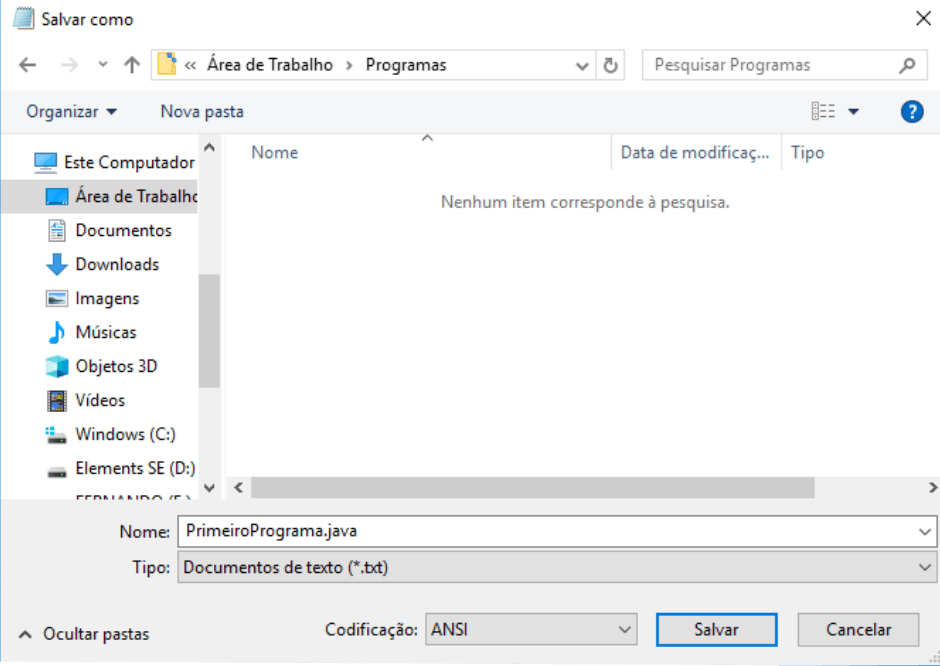 Salvar como
« Área de Trabalho › Programas
Pesquisar Programas
Organizar
Nova pasta
?
Este Computador
Área de Trabalho
Documentos
Downloads
Imagens
Músicas
Objetos 3D
Vídeos
Windows (C:)
Elements SE (D:)
Nome
Data de modificaç...
Tipo
Nenhum item corresponde à pesquisa.
Nome: PrimeiroPrograma.java
Tipo: Documentos de texto (*.txt)
Ocultar pastas
Codificação: ANSI
Salvar
Cancelar